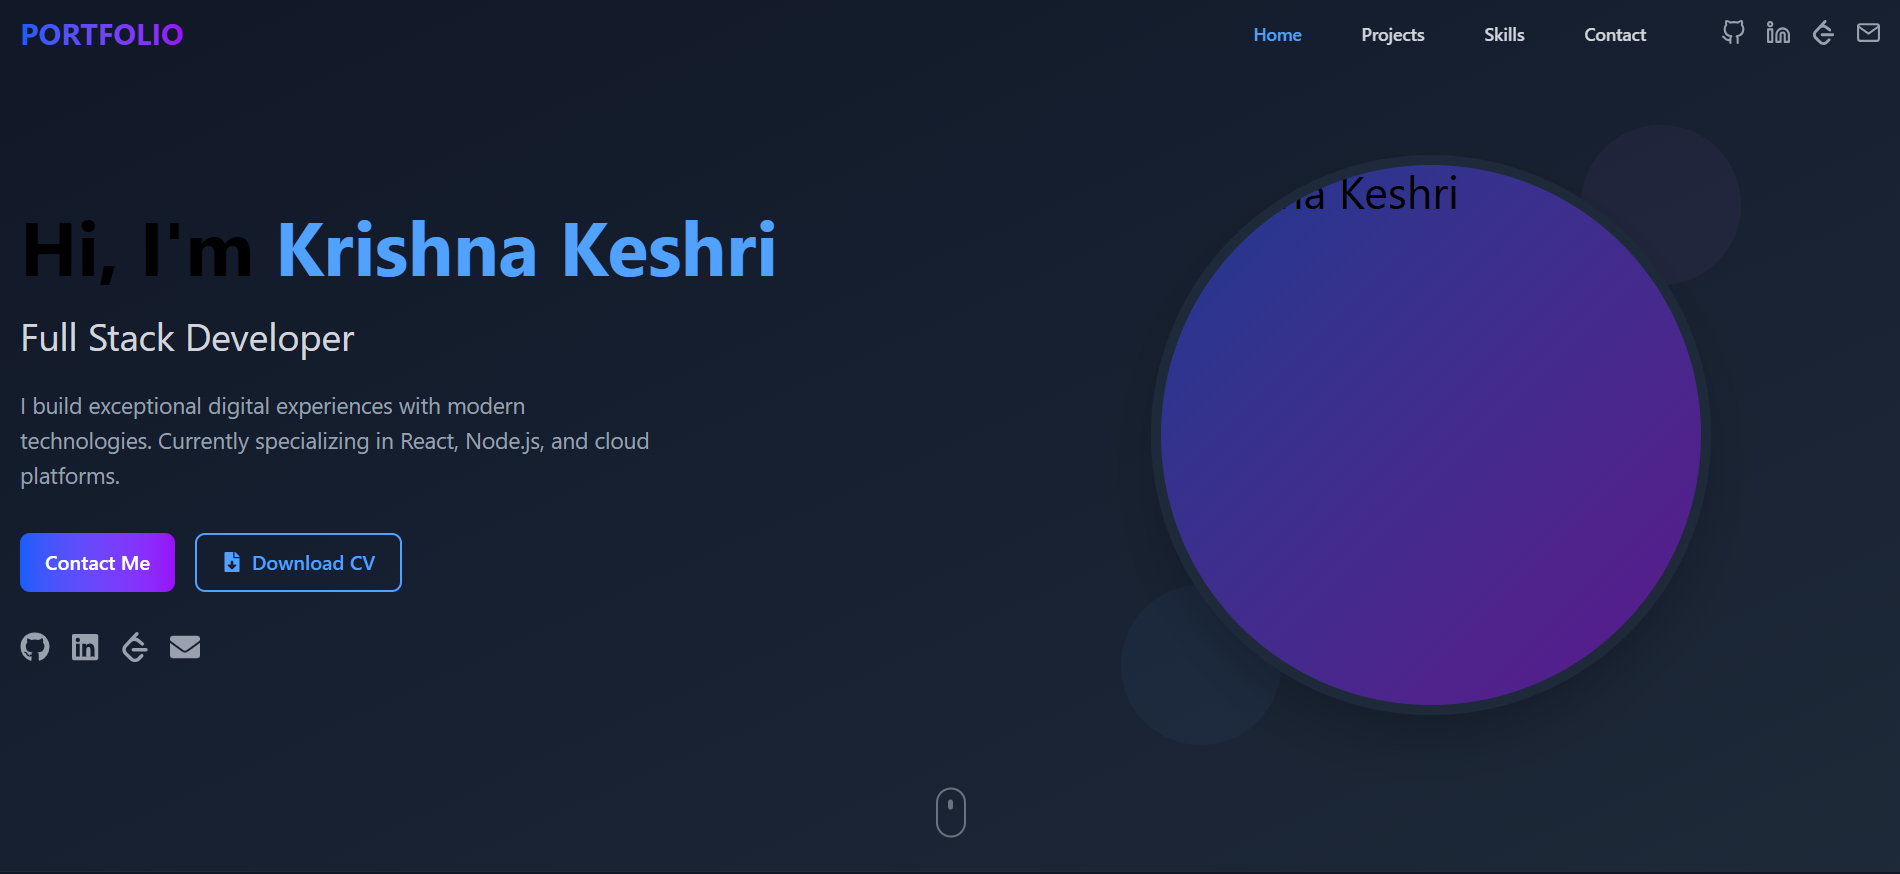 PORTFOLIO
Home Projects Skills Contact
Hi, I'm Krishna Keshri
Full Stack Developer
I build exceptional digital experiences with modern
technologies. Currently specializing in React, Node.js, and cloud
platforms.
Contact Me
Download CV
na Keshri